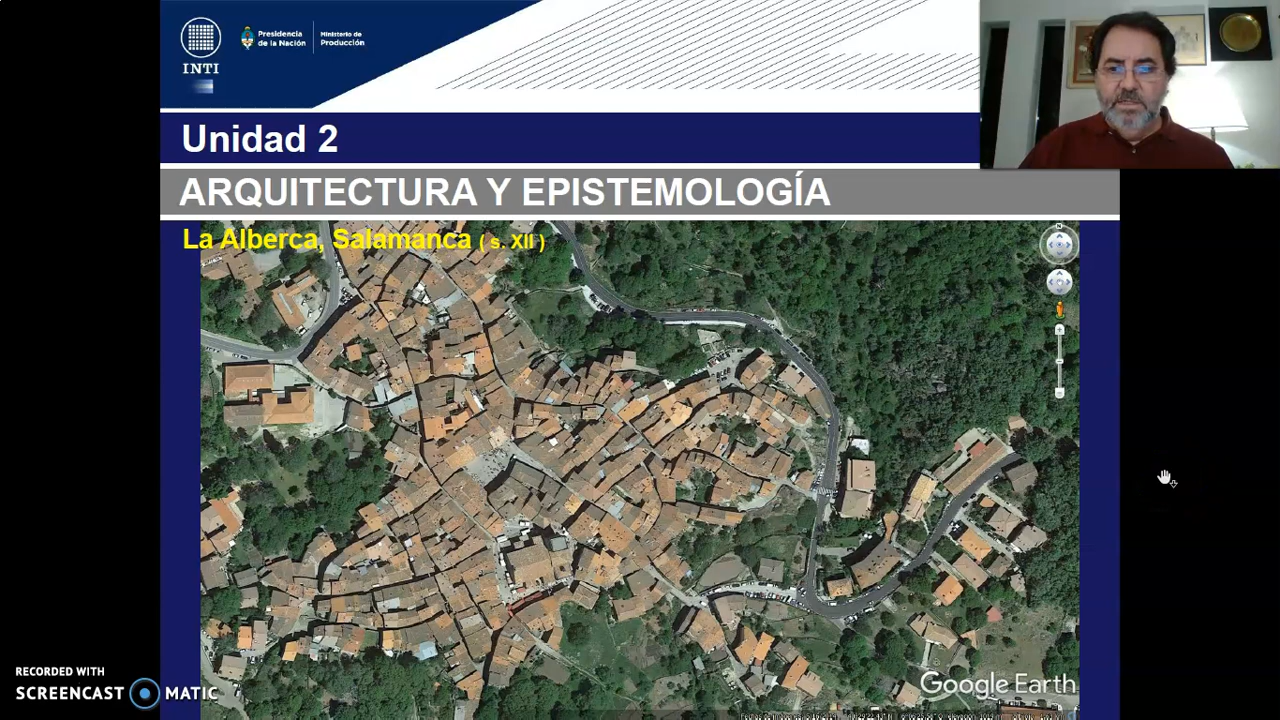 INTI
Presidencia
de la Nación
Ministerio de
Producción
Unidad 2
ARQUITECTURA Y EPISTEMOLOGÍA
La Alberca, Salamanca ( s. XII )
N
Google Earth
RECORDED WITH
SCREENCAST MATIC